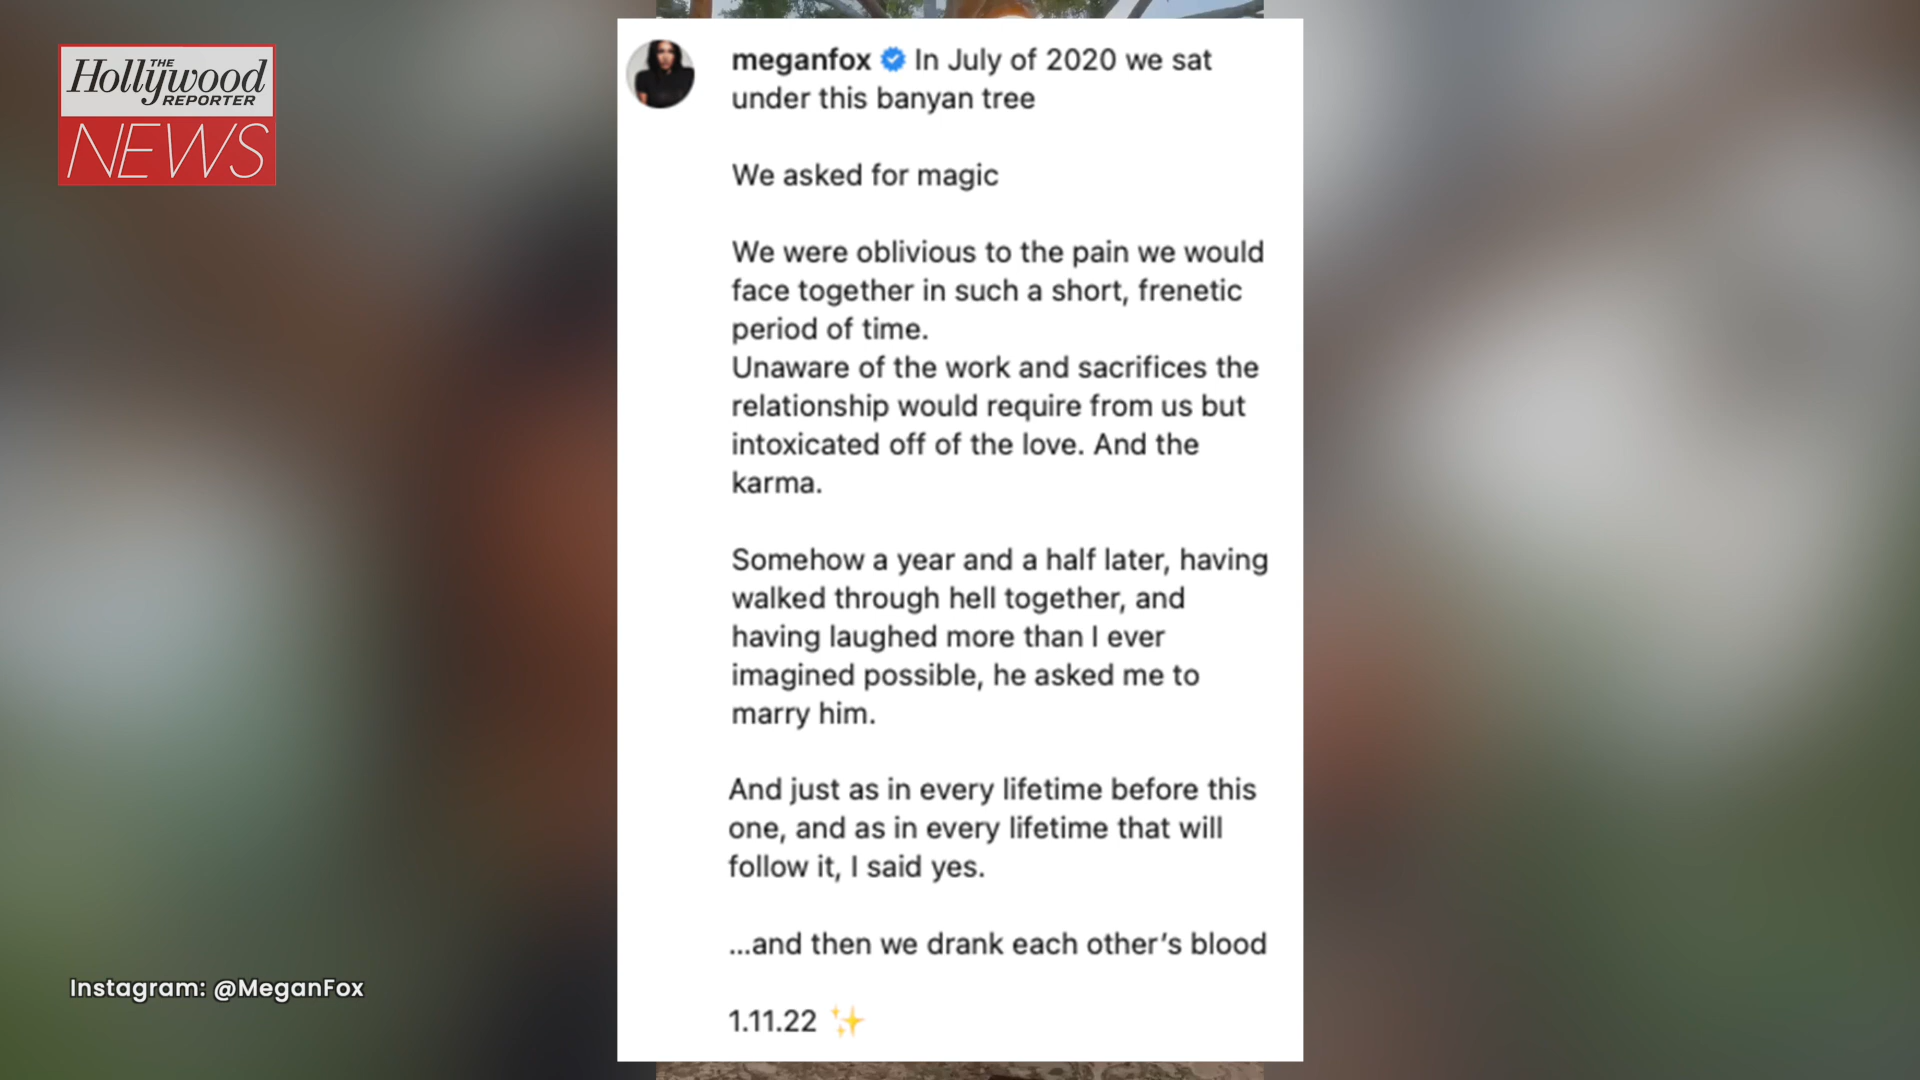 THE
Hollywood
REPORTER
NEWS
meganfox In July of 2020 we sat
under this banyan tree
We asked for magic
We were oblivious to the pain we would
face together in such a short, frenetic
period of time.
Unaware of the work and sacrifices the
relationship would require from us but
intoxicated off of the love. And the
karma.
Somehow a year and a half later, having
walked through hell together, and
having laughed more than I ever
imagined possible, he asked me to
marry him.
And just as in every lifetime before this
one, and as in every lifetime that will
follow it, I said yes.
...and then we drank each other’s blood
1.11.22 ✨
Instagram: @MeganFox